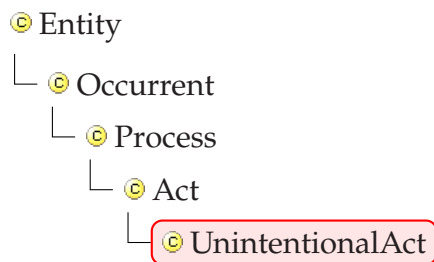 © Entity
© Occurrent
© Process
© Act
© UnintentionalAct